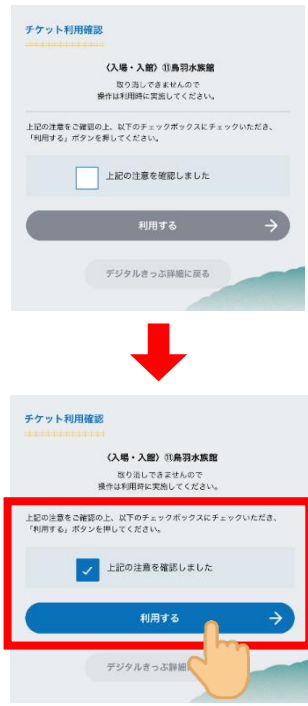 チケット利用確認
〈入場・入館〉⑪鳥羽水族館
取り消しできませんので
操作は利用時に実施してください。
上記の注意をご確認の上、以下のチェックボックスにチェックいただき、
「利用する」ボタンを押してください。
上記の注意を確認しました
利用する
デジタルきっぷ詳細に戻る
チケット利用確認
〈入場・入館〉⑪鳥羽水族館
取り消しできませんので
操作は利用時に実施してください。
上記の注意をご確認の上、以下のチェックボックスにチェックいただき、
「利用する」ボタンを押してください。
上記の注意を確認しました
利用する
デジタルきっぷ詳細